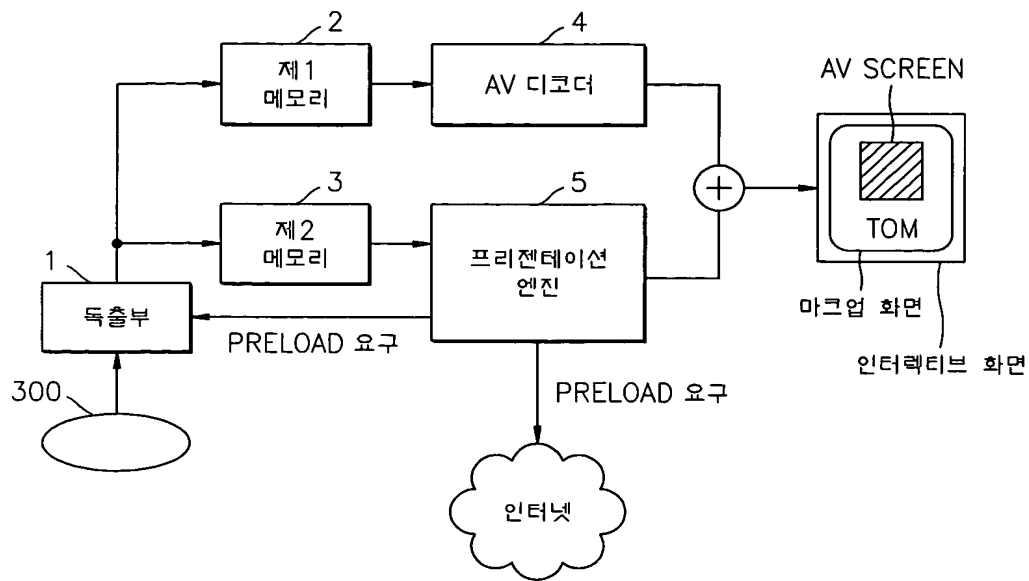 2
제1
메모리
4
AV 디코더
AV SCREEN
TOM
마크업 화면
인터랙티브 화면
3
제2
메모리
5
프리젠테이션
엔진
1
독출부
PRELOAD 요구
300
PRELOAD 요구
인터넷